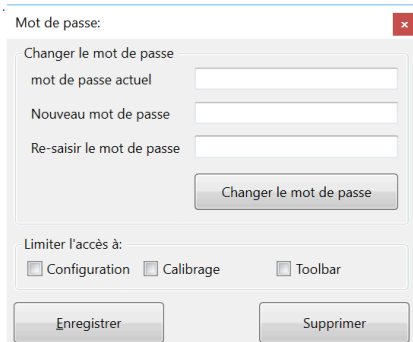 Mot de passe:
Changer le mot de passe
mot de passe actuel
Nouveau mot de passe
Re-saisir le mot de passe
Changer le mot de passe
Limiter l'accès à:
Configuration Calibrage Toolbar
Enregistrer Supprimer